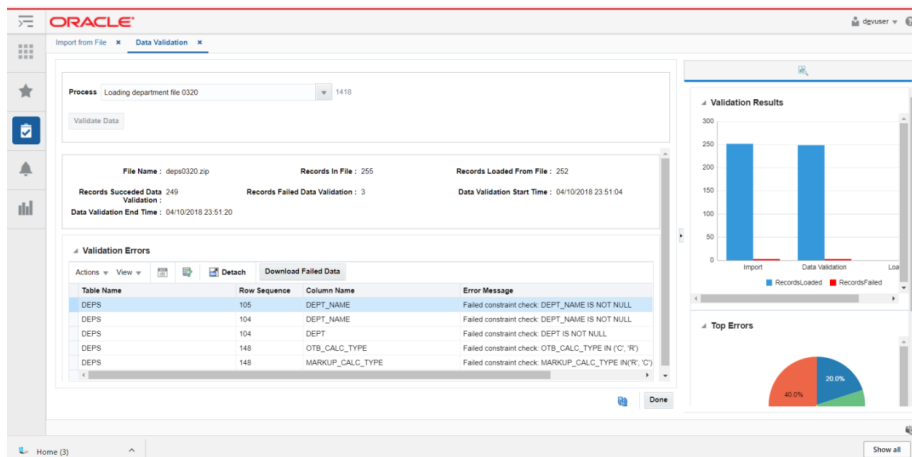 ORACLE
devuser
Import from File × Data Validation ×
Process Loading department file 0320 1418
Validate Data
File Name : deps0320.zip Records In File : 255 Records Loaded From File : 252
Records Succeded Data Validation : 249 Records Failed Data Validation : 3 Data Validation Start Time : 04/10/2018 23:51:04
Data Validation End Time : 04/10/2018 23:51:20
Validation Errors
Actions View Detach Download Failed Data
Table Name Row Sequence Column Name Error Message
DEPS 105 DEPT_NAME Failed constraint check: DEPT_NAME IS NOT NULL
DEPS 104 DEPT_NAME Failed constraint check: DEPT_NAME IS NOT NULL
DEPS 104 DEPT Failed constraint check: DEPT IS NOT NULL
DEPS 148 OTB_CALC_TYPE Failed constraint check: OTB_CALC_TYPE IN ('C', 'R')
DEPS 148 MARKUP_CALC_TYPE Failed constraint check: MARKUP_CALC_TYPE IN('R', 'C')
Done
Validation Results
300
250
200
150
100
50
0
Import Data Validation Loa
RecordsLoaded RecordsFailed
Top Errors
20.0%
40.0%
Home (3)
Show all